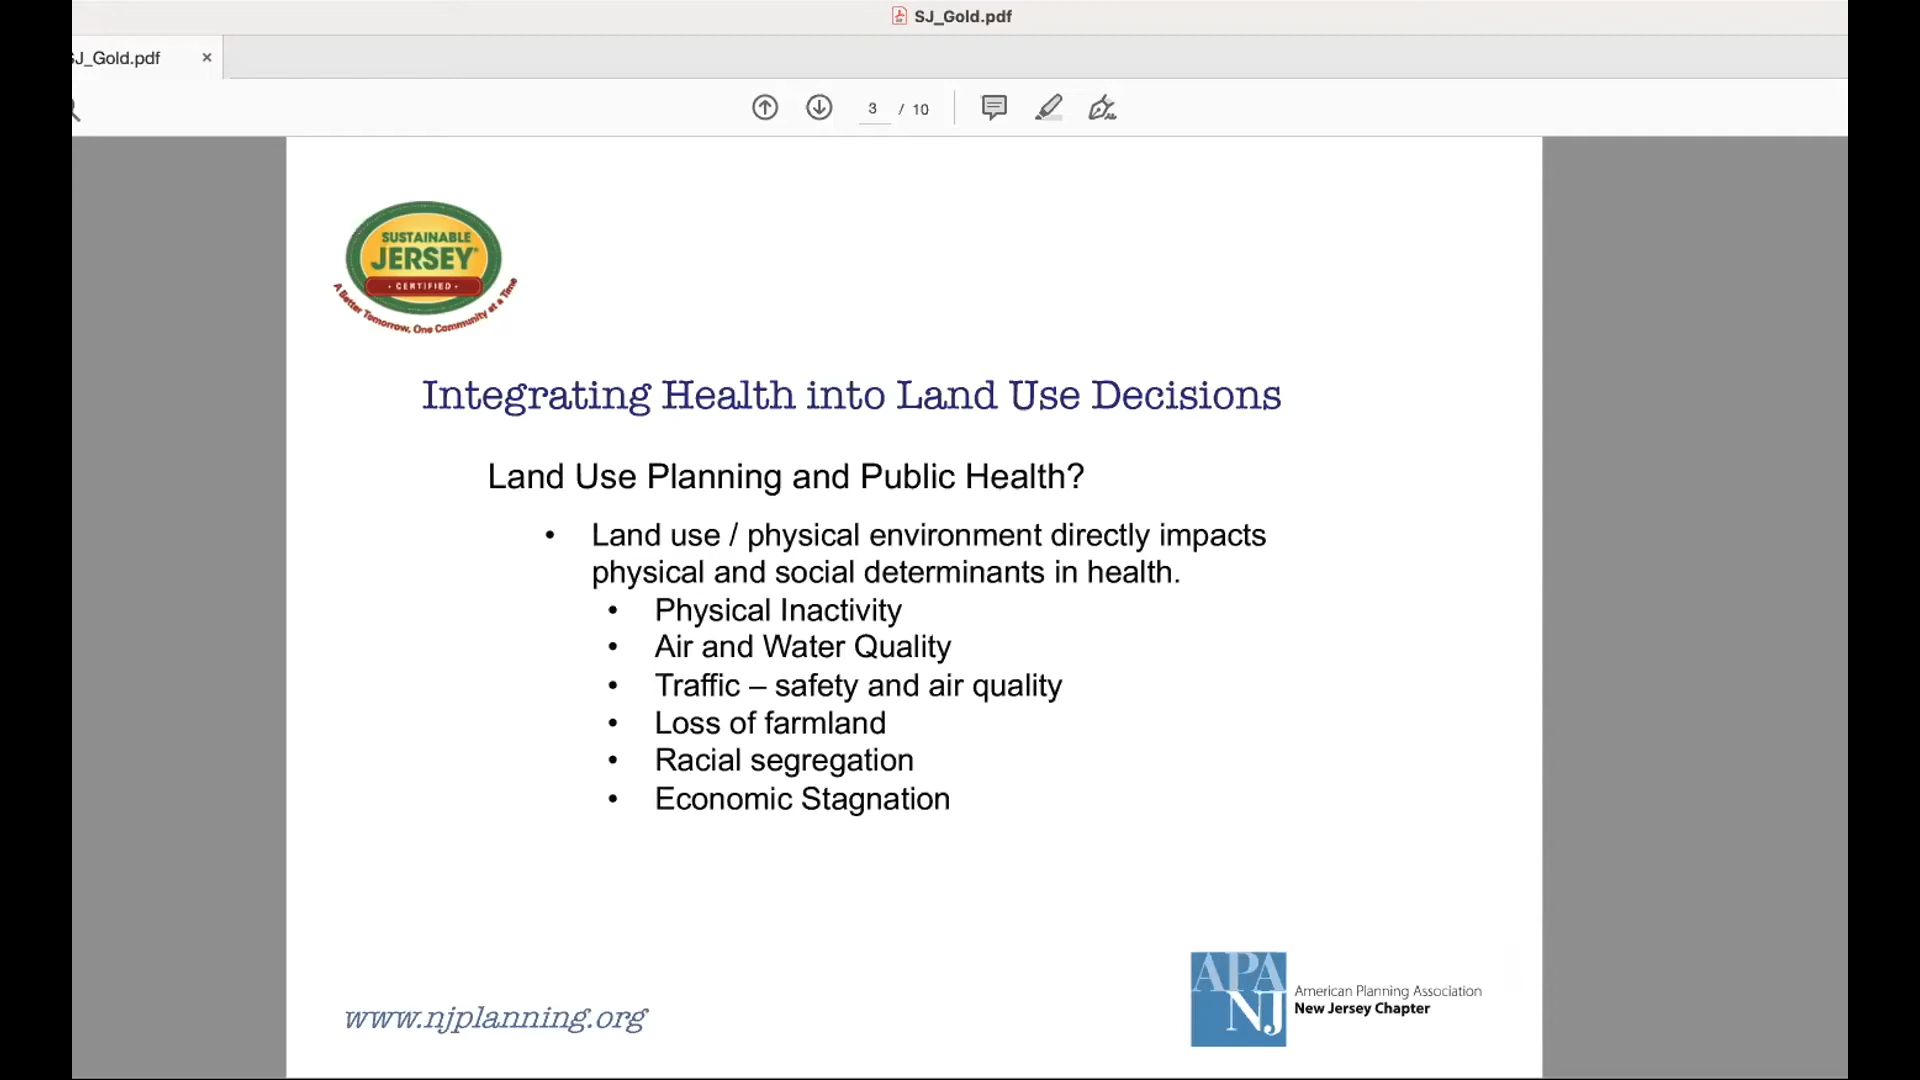 SJ_Gold.pdf
SJ_Gold.pdf
3 / 10
SUSTAINABLE
JERSEY
• CERTIFIED •
A Better Tomorrow, One Community at a Time
Integrating Health into Land Use Decisions
Land Use Planning and Public Health?
• Land use / physical environment directly impacts
physical and social determinants in health.
• Physical Inactivity
• Air and Water Quality
• Traffic – safety and air quality
• Loss of farmland
• Racial segregation
• Economic Stagnation
www.njplanning.org
APA
NJ
American Planning Association
New Jersey Chapter